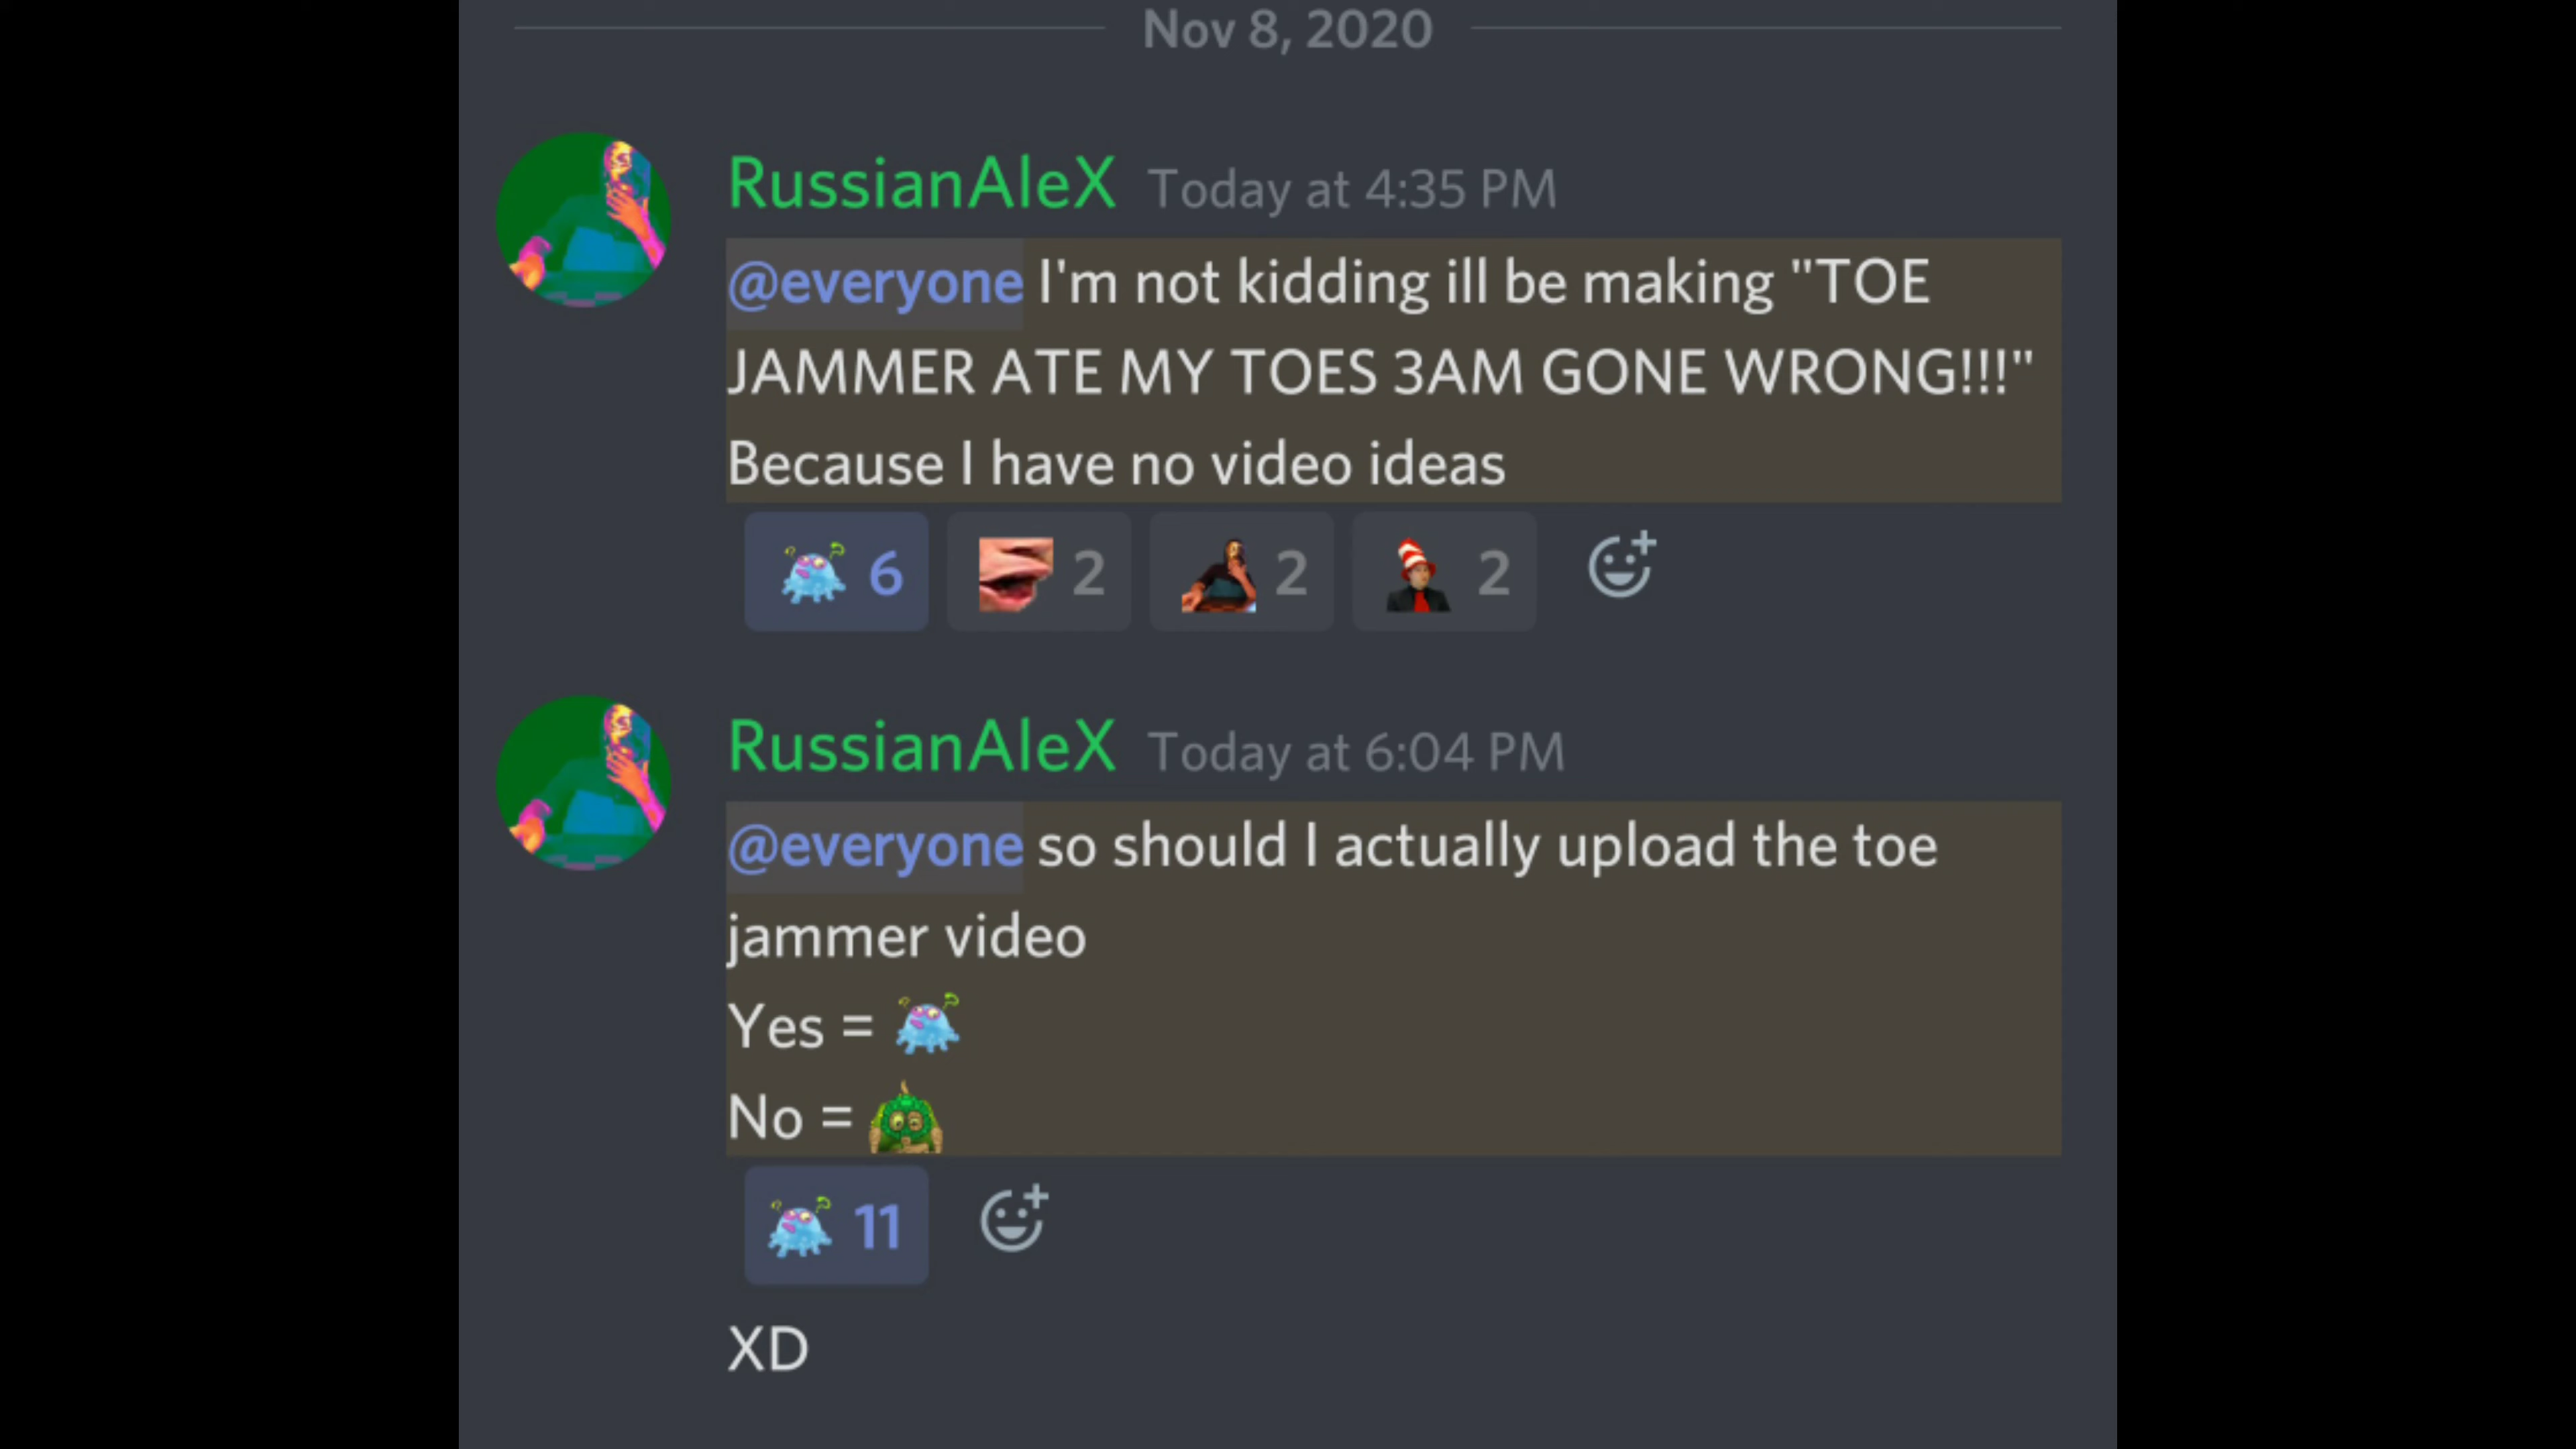 Nov 8, 2020
RussianAleX Today at 4:35 PM
@everyone I'm not kidding ill be making "TOE
JAMMER ATE MY TOES 3AM GONE WRONG!!!"
Because I have no video ideas
6 2 2 2
RussianAleX Today at 6:04 PM
@everyone so should I actually upload the toe
jammer video
Yes =
No =
11
XD